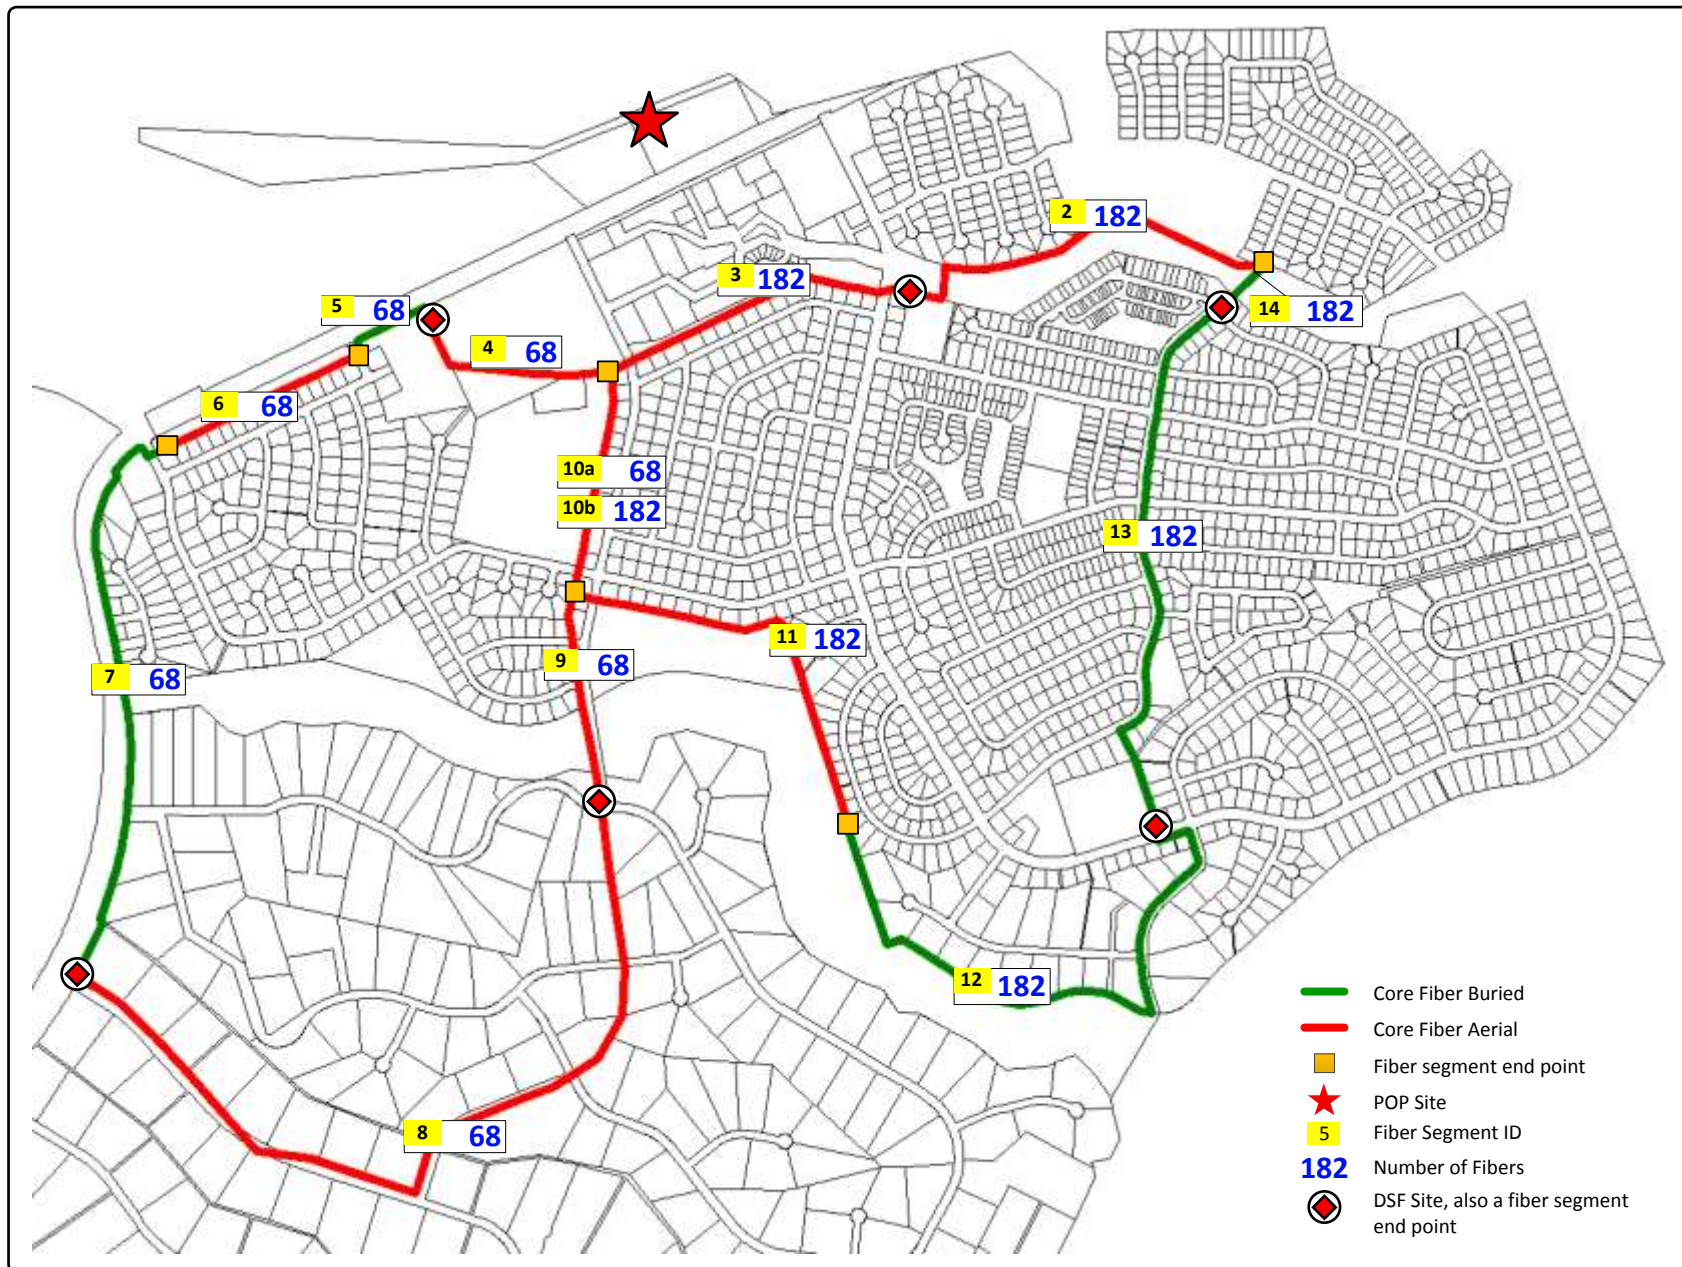 2 182
3 182
14 182
5 68
4 68
6 68
10a 68
10b 182
13 182
11 182
9 68
7 68
12 182
8 68
Core Fiber Buried
Core Fiber Aerial
Fiber segment end point
POP Site
5 Fiber Segment ID
182 Number of Fibers
DSF Site, also a fiber segment
end point